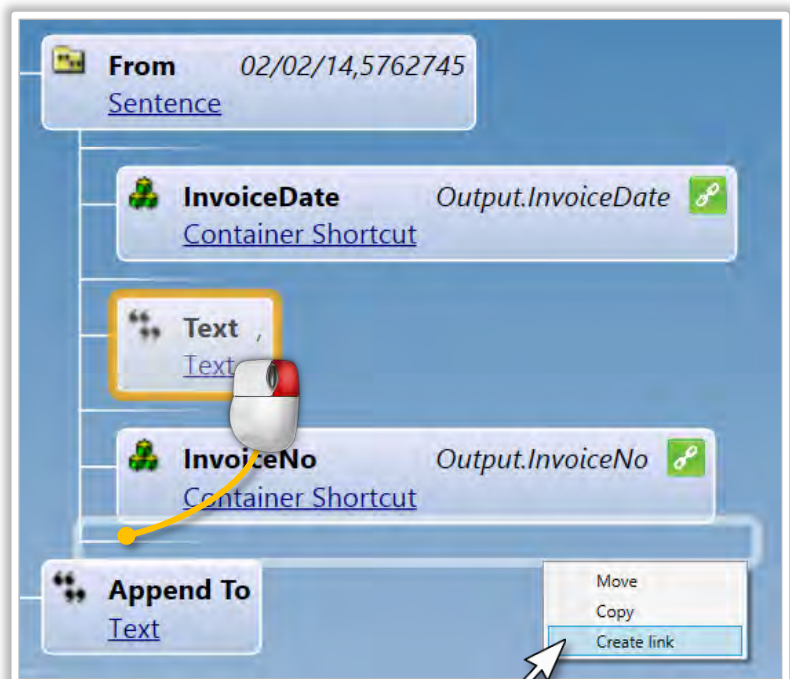 From 02/02/14,5762745
Sentence
InvoiceDate Output.InvoiceDate
Container Shortcut
Text ,
Text
InvoiceNo Output.InvoiceNo
Container Shortcut
Append To
Text
Move
Copy
Create link